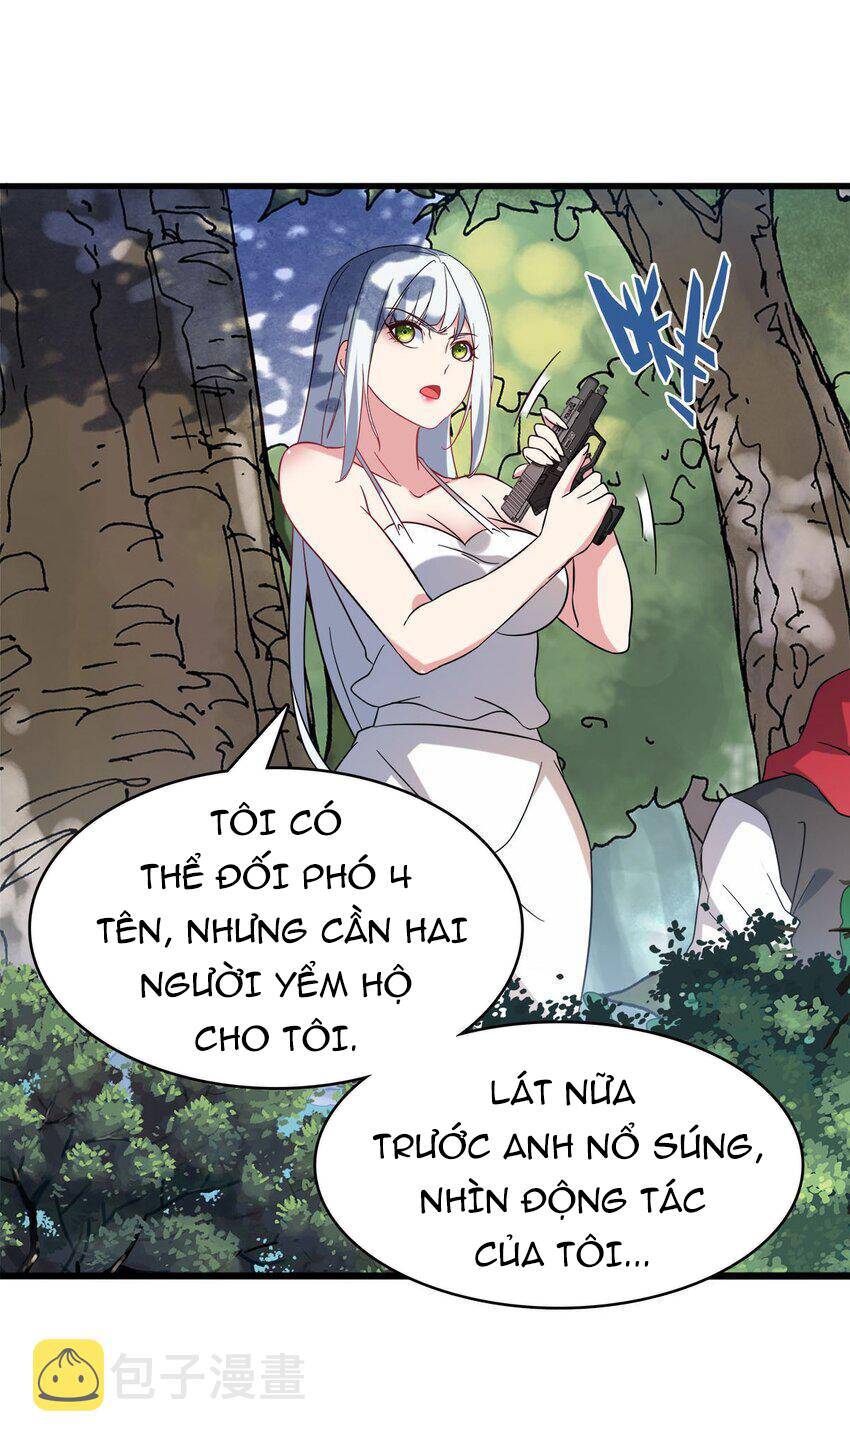 TÔI CÓ
THỂ ĐỐI PHÓ 4
TÊN, NHƯNG CẦN HAI
NGƯỜI YỂM HỘ
CHO TÔI.
LÁT NỮA
TRƯỚC ANH NỔ SÚNG,
NHÌN ĐỘNG TÁC
CỦA TÔI...
包子漫畫